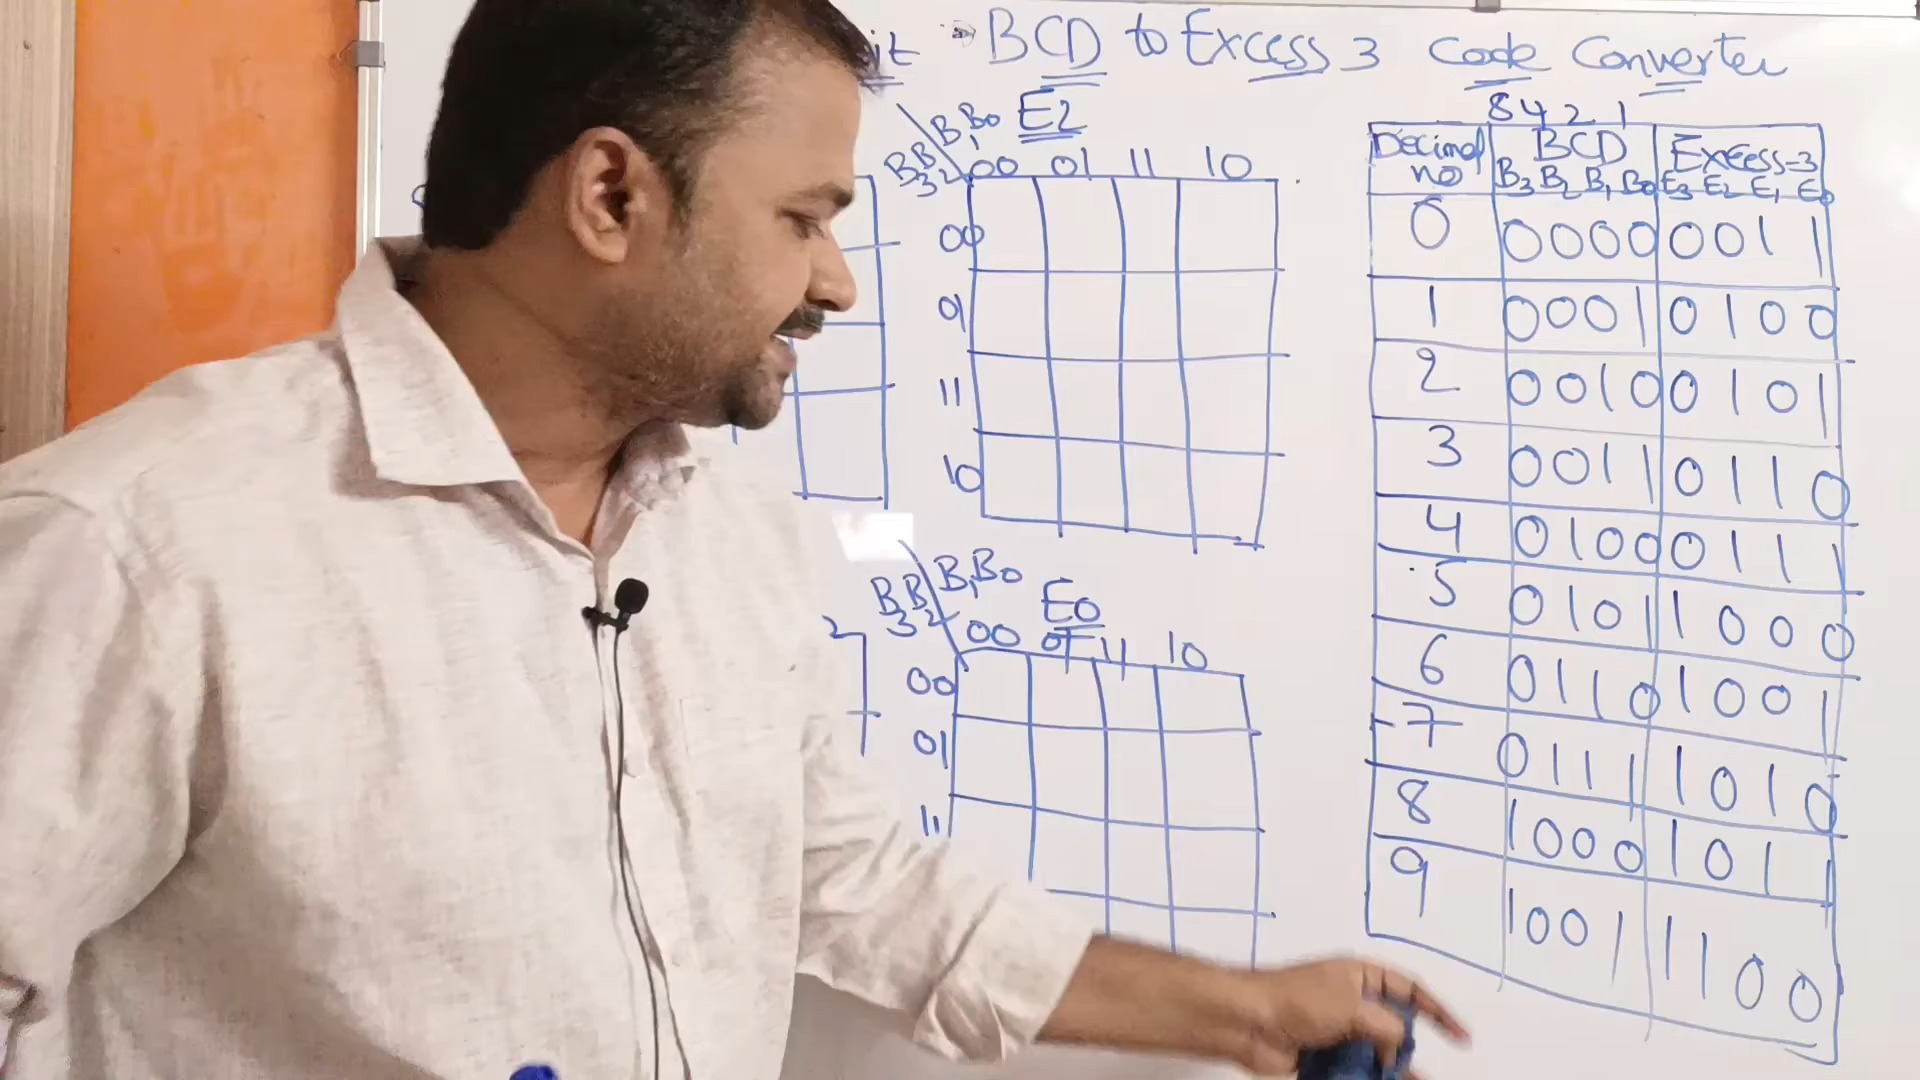 it BCD to Excess 3 Code Converter
E2
B3B2 B1B0
00 01 11 10
00
01
11
10
E0
B3B2 B1B0
00 01 11 10
00
01
11
2
8 4 2 1
Decimal no BCD Excess-3
B3 B2 B1 B0 E3 E2 E1 E0
0 0000 0011
1 0001 0100
2 0010 0101
3 0011 0110
4 0100 0111
5 0101 1000
6 0110 1001
7 0111 1010
8 1000 1011
9 1001 1100